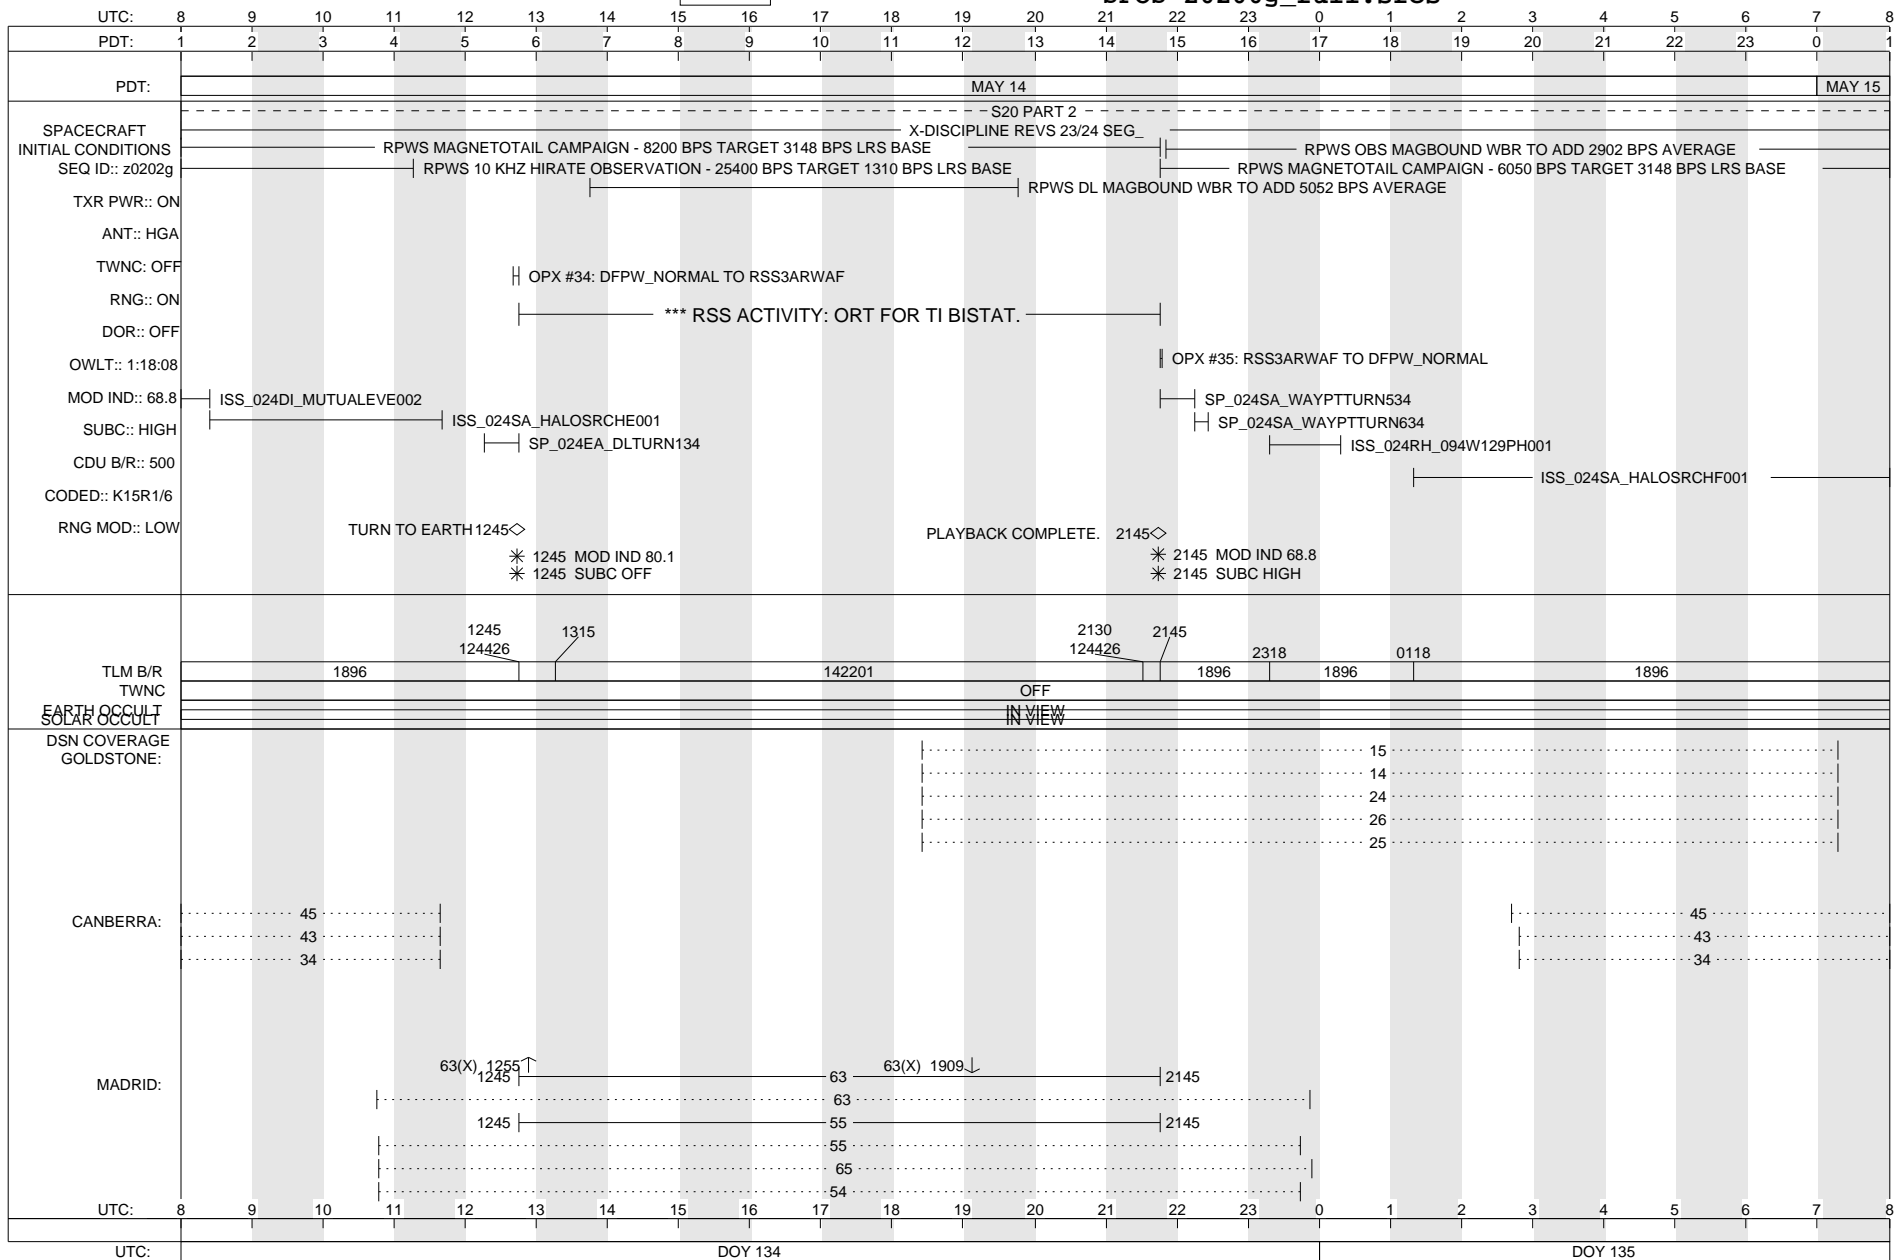 UTC: 8 9 10 11 12 13 14 15 16 17 18 19 20 21 22 23 0 1 2 3 4 5 6 7 8
PDT: 1 2 3 4 5 6 7 8 9 10 11 12 13 14 15 16 17 18 19 20 21 22 23 0 1
PDT: MAY 14 MAY 15
S20 PART 2
SPACECRAFT X-DISCIPLINE REVS 23/24 SEG_
INITIAL CONDITIONS RPWS MAGNETOTAIL CAMPAIGN - 8200 BPS TARGET 3148 BPS LRS BASE RPWS OBS MAGBOUND WBR TO ADD 2902 BPS AVERAGE
SEQ ID:: z0202g RPWS 10 KHZ HIRATE OBSERVATION - 25400 BPS TARGET 1310 BPS LRS BASE RPWS MAGNETOTAIL CAMPAIGN - 6050 BPS TARGET 3148 BPS LRS BASE
RPWS DL MAGBOUND WBR TO ADD 5052 BPS AVERAGE
TXR PWR:: ON
ANT:: HGA
TWNC: OFF
OPX #34: DFPW_NORMAL TO RSS3ARWAF
RNG:: ON
*** RSS ACTIVITY: ORT FOR TI BISTAT.
DOR:: OFF
OPX #35: RSS3ARWAF TO DFPW_NORMAL
OWLT:: 1:18:08
MOD IND:: 68.8 ISS_024DI_MUTUALEVE002 SP_024SA_WAYPTTURN534
ISS_024SA_HALOSRCHE001 SP_024SA_WAYPTTURN634
SUBC:: HIGH
SP_024EA_DLTURN134 ISS_024RH_094W129PH001
CDU B/R:: 500
ISS_024SA_HALOSRCHF001
CODED:: K15R1/6
RNG MOD:: LOW TURN TO EARTH 1245 PLAYBACK COMPLETE. 2145
1245 MOD IND 80.1 2145 MOD IND 68.8
1245 SUBC OFF 2145 SUBC HIGH
1245 1315 2130 2145
124426 124426 2318 0118
TLM B/R 1896 142201 1896 1896 1896
TWNC OFF
EARTH OCCULT IN VIEW
SOLAR OCCULT IN VIEW
DSN COVERAGE
GOLDSTONE: 15
14
24
26
25
CANBERRA: 45 45
43 43
34 34
63(X) 1255 63(X) 1909
MADRID: 1245 63 2145
63
1245 55 2145
55
65
54
UTC: 8 9 10 11 12 13 14 15 16 17 18 19 20 21 22 23 0 1 2 3 4 5 6 7 8
UTC: DOY 134 DOY 135